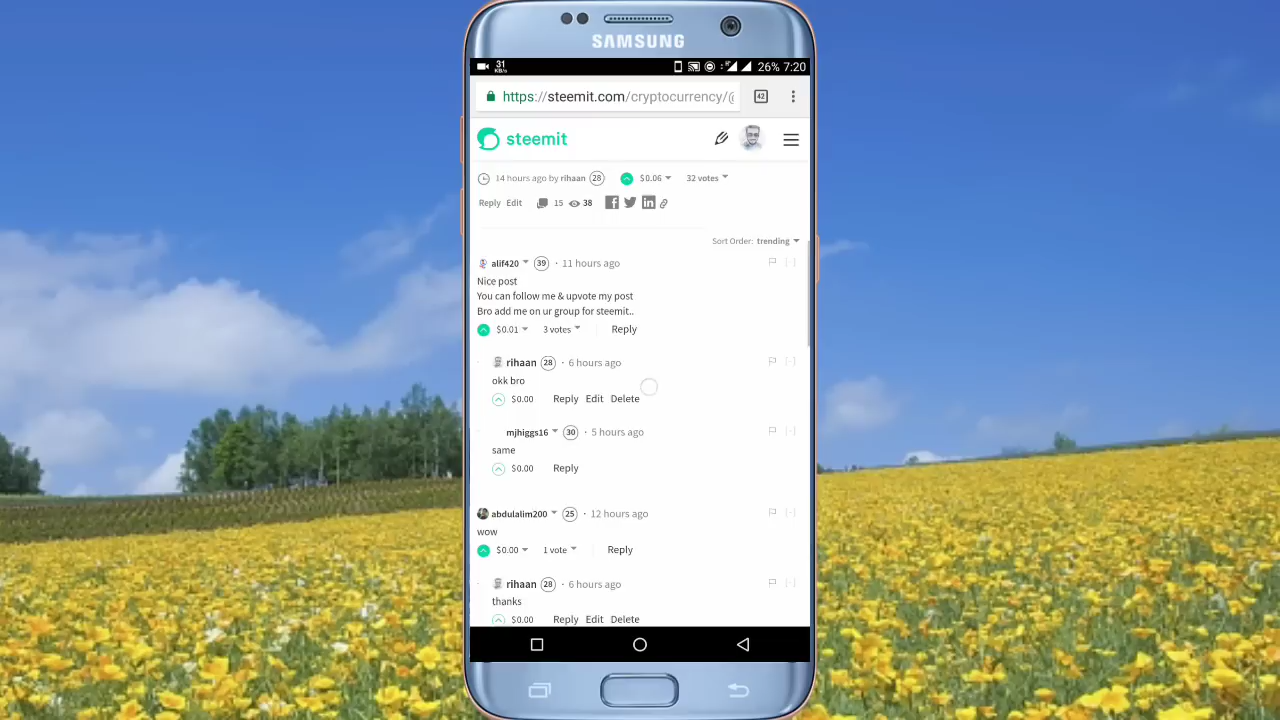 SAMSUNG
31
KB/s
26% 7:20
https://steemit.com/cryptocurrency/@
42
steemit
14 hours ago by rihaan 28 $0.06 32 votes
Reply Edit 15 38
Sort Order: trending
alif420 39 · 11 hours ago
Nice post
You can follow me & upvote my post
Bro add me on ur group for steemit..
$0.01 3 votes Reply
rihaan 28 · 6 hours ago
okk bro
$0.00 Reply Edit Delete
mjhiggs16 30 · 5 hours ago
same
$0.00 Reply
abdulalim200 25 · 12 hours ago
wow
$0.00 1 vote Reply
rihaan 28 · 6 hours ago
thanks
$0.00 Reply Edit Delete